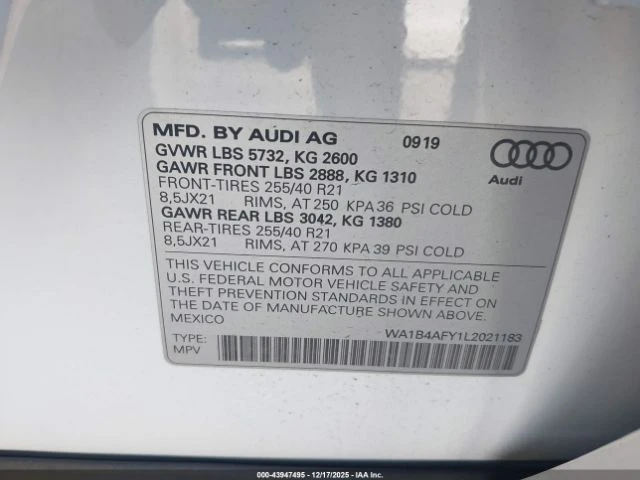 MFD. BY AUDI AG 0919
GVWR LBS 5732, KG 2600
GAWR FRONT LBS 2888, KG 1310
FRONT-TIRES 255/40 R21
8,5JX21 RIMS, AT 250 KPA 36 PSI COLD
GAWR REAR LBS 3042, KG 1380
REAR-TIRES 255/40 R21
8,5JX21 RIMS, AT 270 KPA 39 PSI COLD
Audi
THIS VEHICLE CONFORMS TO ALL APPLICABLE
U.S. FEDERAL MOTOR VEHICLE SAFETY AND
THEFT PREVENTION STANDARDS IN EFFECT ON
THE DATE OF MANUFACTURE SHOWN ABOVE.
MEXICO
WA1B4AFY1L2021183
TYPE:
MPV
000-43947495 - 12/17/2025 - IAA Inc.